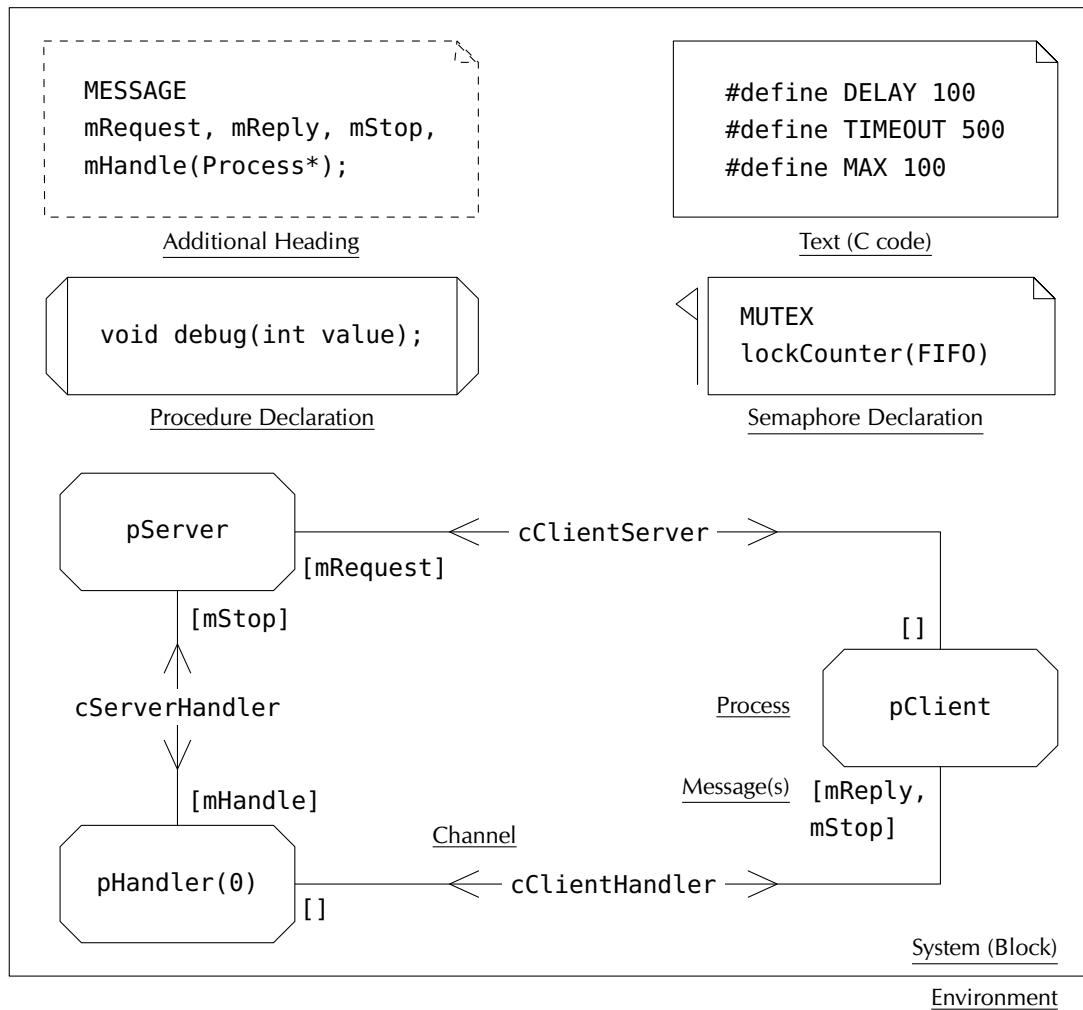 MESSAGE
mRequest, mReply, mStop,
mHandle(Process*);
Additional Heading
#define DELAY 100
#define TIMEOUT 500
#define MAX 100
Text (C code)
void debug(int value);
Procedure Declaration
MUTEX
lockCounter(FIFO)
Semaphore Declaration
pServer
cClientServer
[mRequest]
[mStop]
[]
cServerHandler
Process
pClient
[mHandle]
Message(s)
[mReply,
mStop]
Channel
pHandler(0)
cClientHandler
[]
System (Block)
Environment